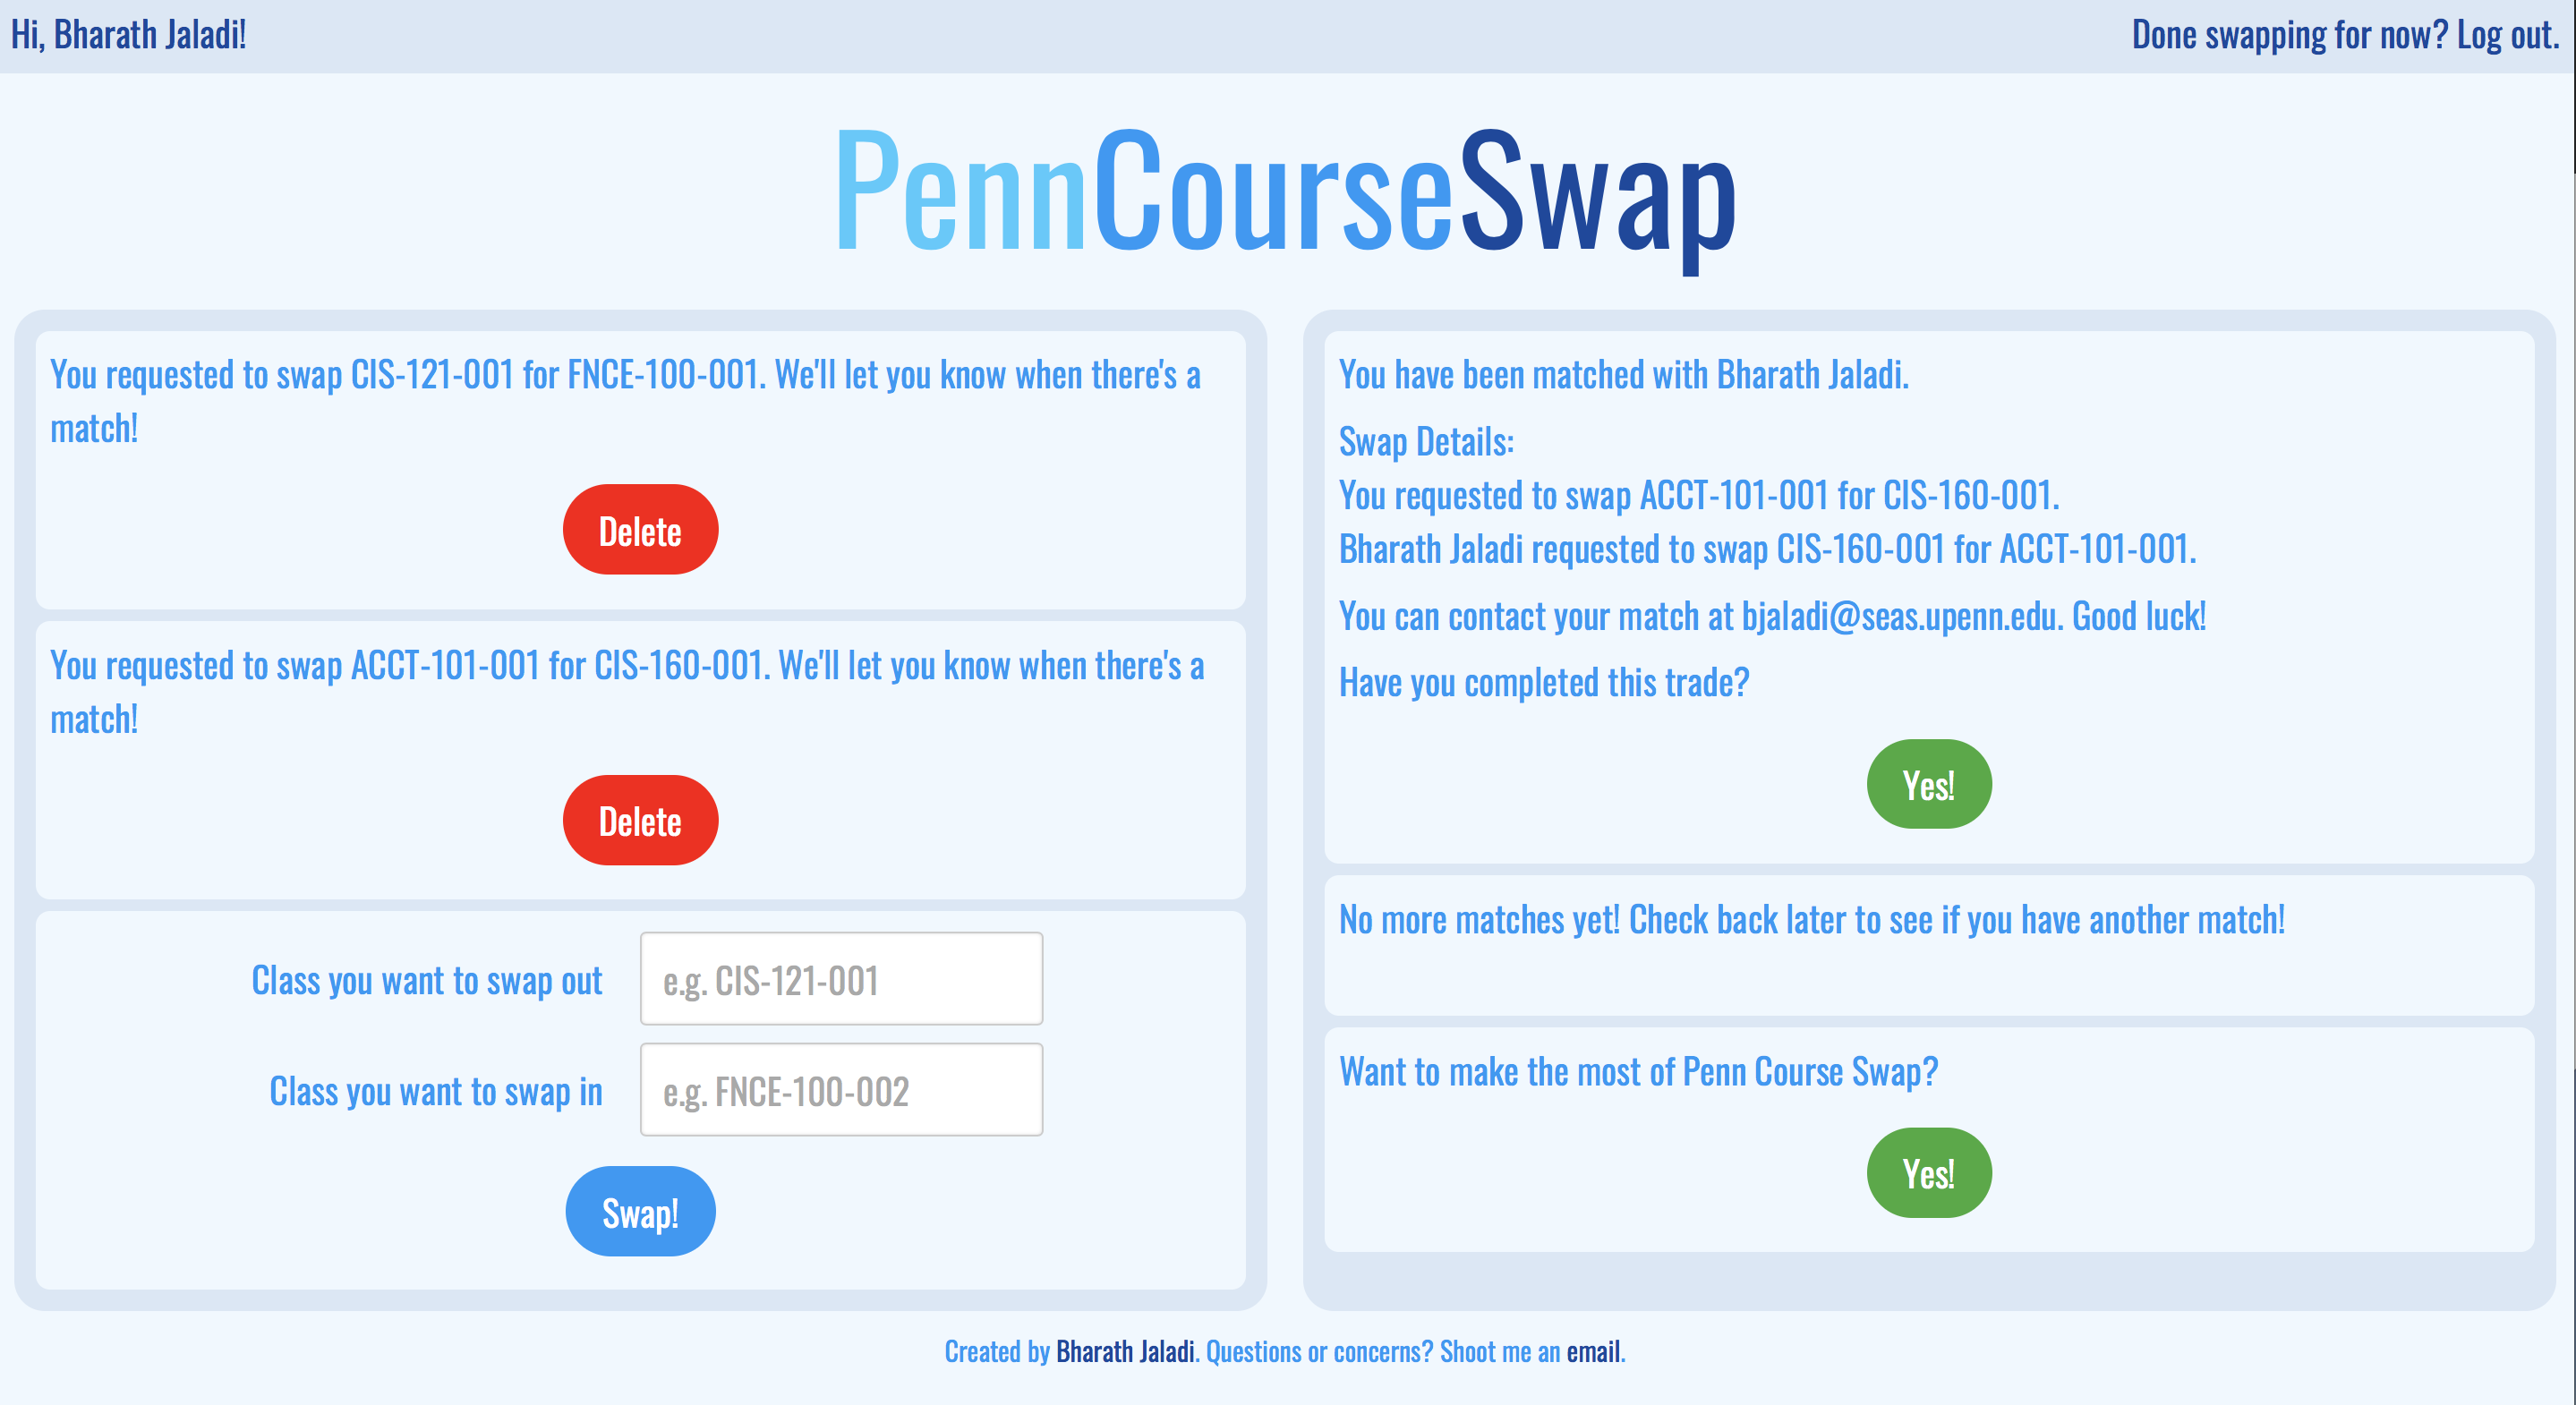 Hi, Bharath Jaladi!
Done swapping for now? Log out.
PennCourseSwap
You requested to swap CIS-121-001 for FNCE-100-001. We'll let you know when there's a
match!
Delete
You requested to swap ACCT-101-001 for CIS-160-001. We'll let you know when there's a
match!
Delete
Class you want to swap out
e.g. CIS-121-001
Class you want to swap in
e.g. FNCE-100-002
Swap!
You have been matched with Bharath Jaladi.
Swap Details:
You requested to swap ACCT-101-001 for CIS-160-001.
Bharath Jaladi requested to swap CIS-160-001 for ACCT-101-001.
You can contact your match at bjaladi@seas.upenn.edu. Good luck!
Have you completed this trade?
Yes!
No more matches yet! Check back later to see if you have another match!
Want to make the most of Penn Course Swap?
Yes!
Created by Bharath Jaladi. Questions or concerns? Shoot me an email.